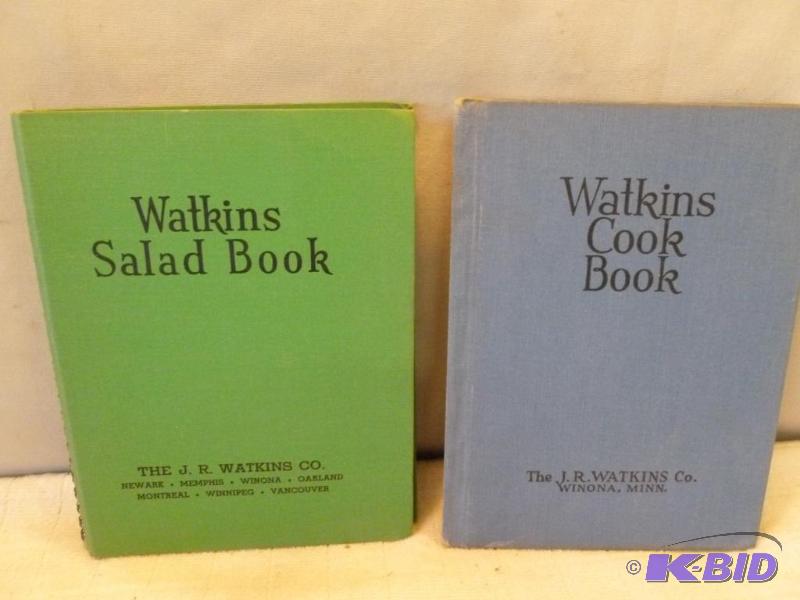 Watkins
Salad Book
THE J. R. WATKINS CO.
NEWARK • MEMPHIS • WINONA • OAKLAND
MONTREAL • WINNIPEG • VANCOUVER
Watkins
Cook
Book
The J.R.WATKINS Co.
WINONA, MINN.
© K-BID